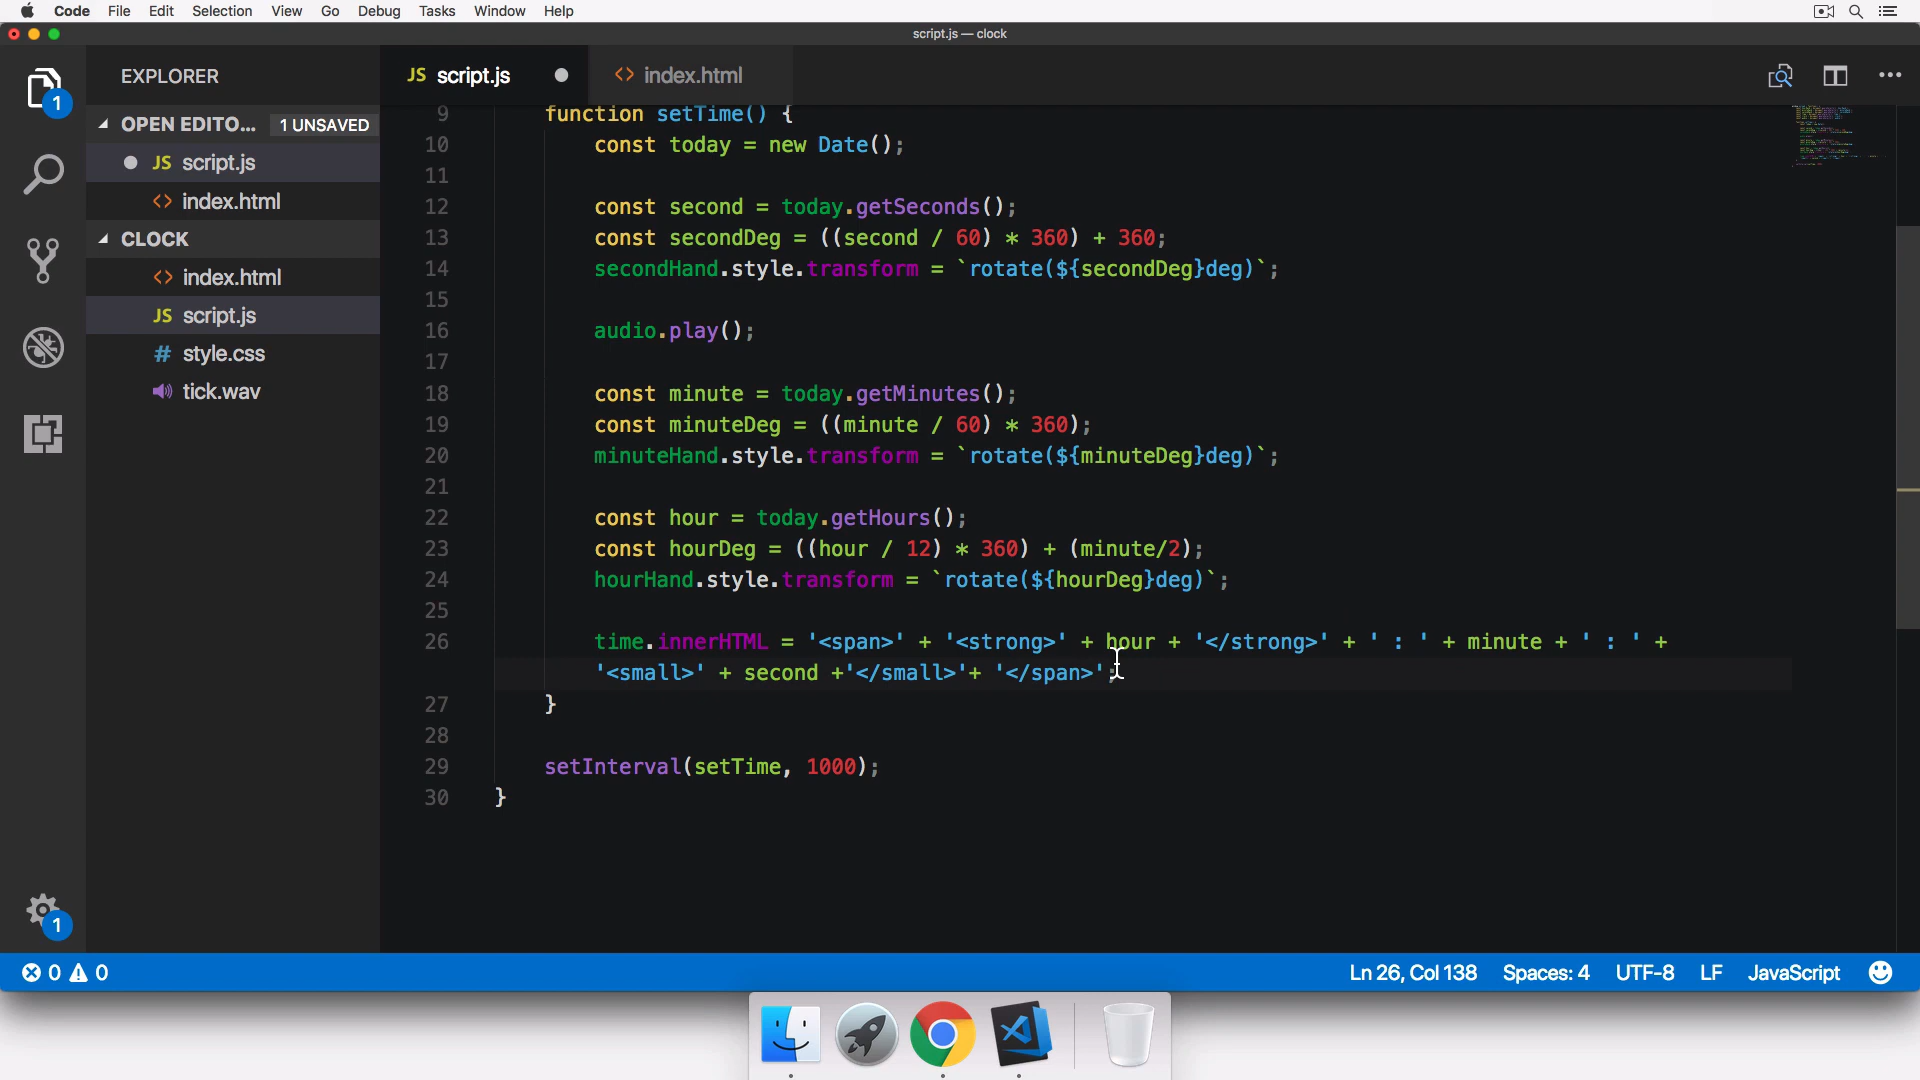 Code File Edit Selection View Go Debug Tasks Window Help
script.js — clock
EXPLORER
JS script.js
<> index.html
1
OPEN EDITO... 1 UNSAVED
JS script.js
<> index.html
CLOCK
<> index.html
JS script.js
# style.css
tick.wav
9 function setTime() {
10 const today = new Date();
11
12 const second = today.getSeconds();
13 const secondDeg = ((second / 60) * 360) + 360;
14 secondHand.style.transform = `rotate(${secondDeg}deg)`;
15
16 audio.play();
17
18 const minute = today.getMinutes();
19 const minuteDeg = ((minute / 60) * 360);
20 minuteHand.style.transform = `rotate(${minuteDeg}deg)`;
21
22 const hour = today.getHours();
23 const hourDeg = ((hour / 12) * 360) + (minute/2);
24 hourHand.style.transform = `rotate(${hourDeg}deg)`;
25
26 time.innerHTML = '<span>' + '<strong>' + hour + '</strong>' + ' : ' + minute + ' : ' +
'<small>' + second +'</small>'+ '</span>';
27 }
28
29 setInterval(setTime, 1000);
30 }
1
0 0
Ln 26, Col 138 Spaces: 4 UTF-8 LF JavaScript